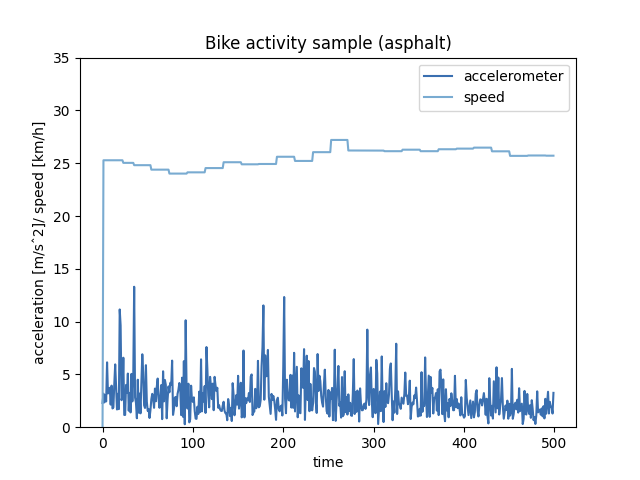 Bike activity sample (asphalt)
accelerometer
speed
acceleration [m/s^2]/ speed [km/h]
35
30
25
20
15
10
5
0
0 100 200 300 400 500
time